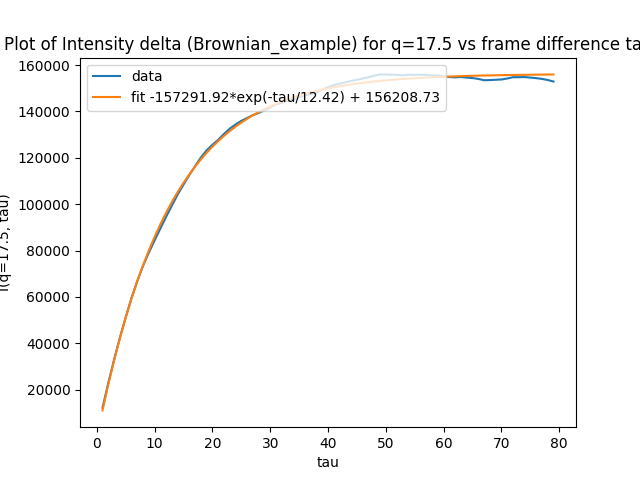 Plot of Intensity delta (Brownian_example) for q=17.5 vs frame difference ta
data
fit -157291.92*exp(-tau/12.42) + 156208.73
160000
140000
120000
100000
80000
60000
40000
20000
I(q=17.5, tau)
0 10 20 30 40 50 60 70 80
tau